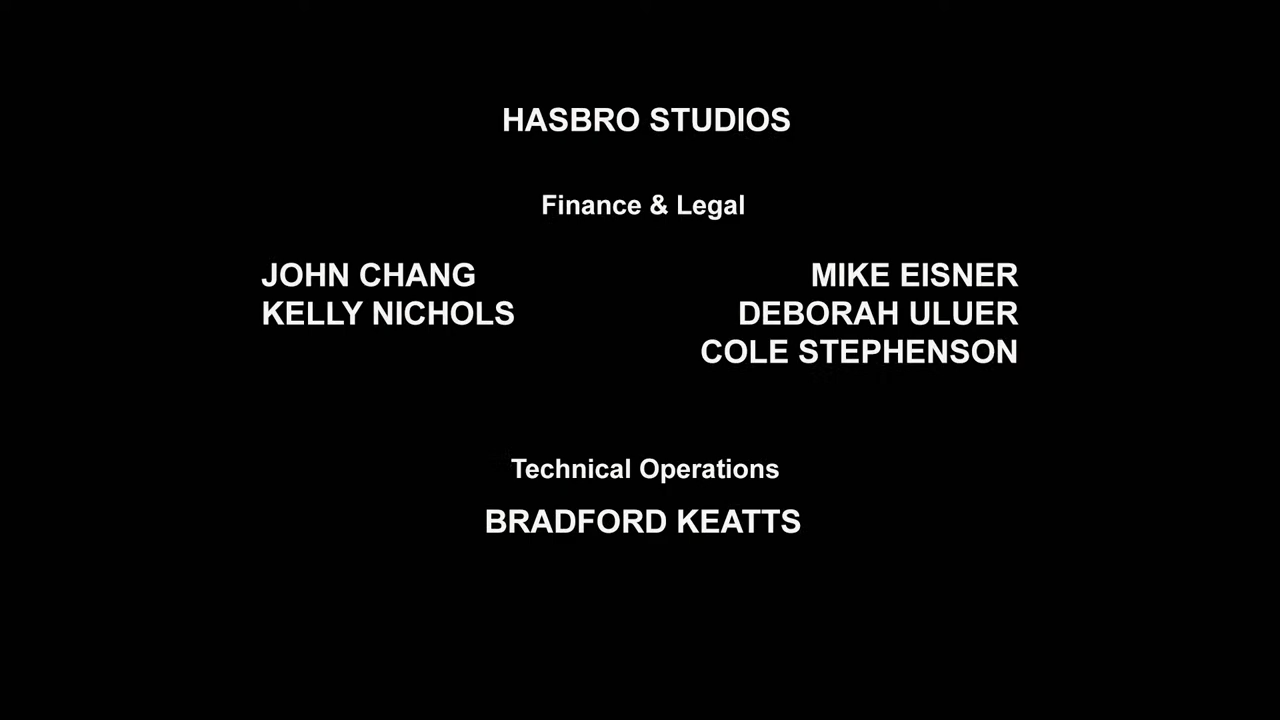 HASBRO STUDIOS
Finance & Legal
JOHN CHANG MIKE EISNER
KELLY NICHOLS DEBORAH ULUER
COLE STEPHENSON
Technical Operations
BRADFORD KEATTS